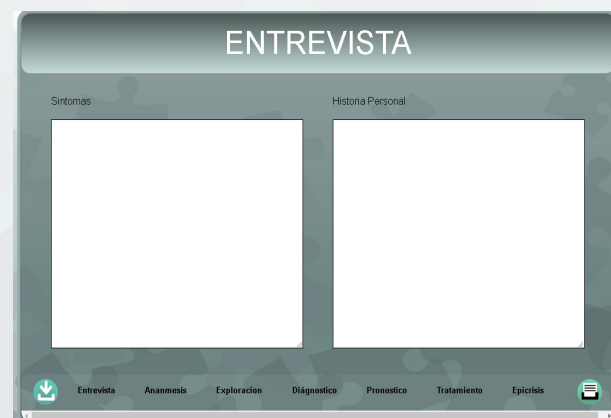 ENTREVISTA
Sintomas Historia Personal
Entrevista Ananmesis Exploracion Diágnostico Pronostico Tratamiento Epicrisis